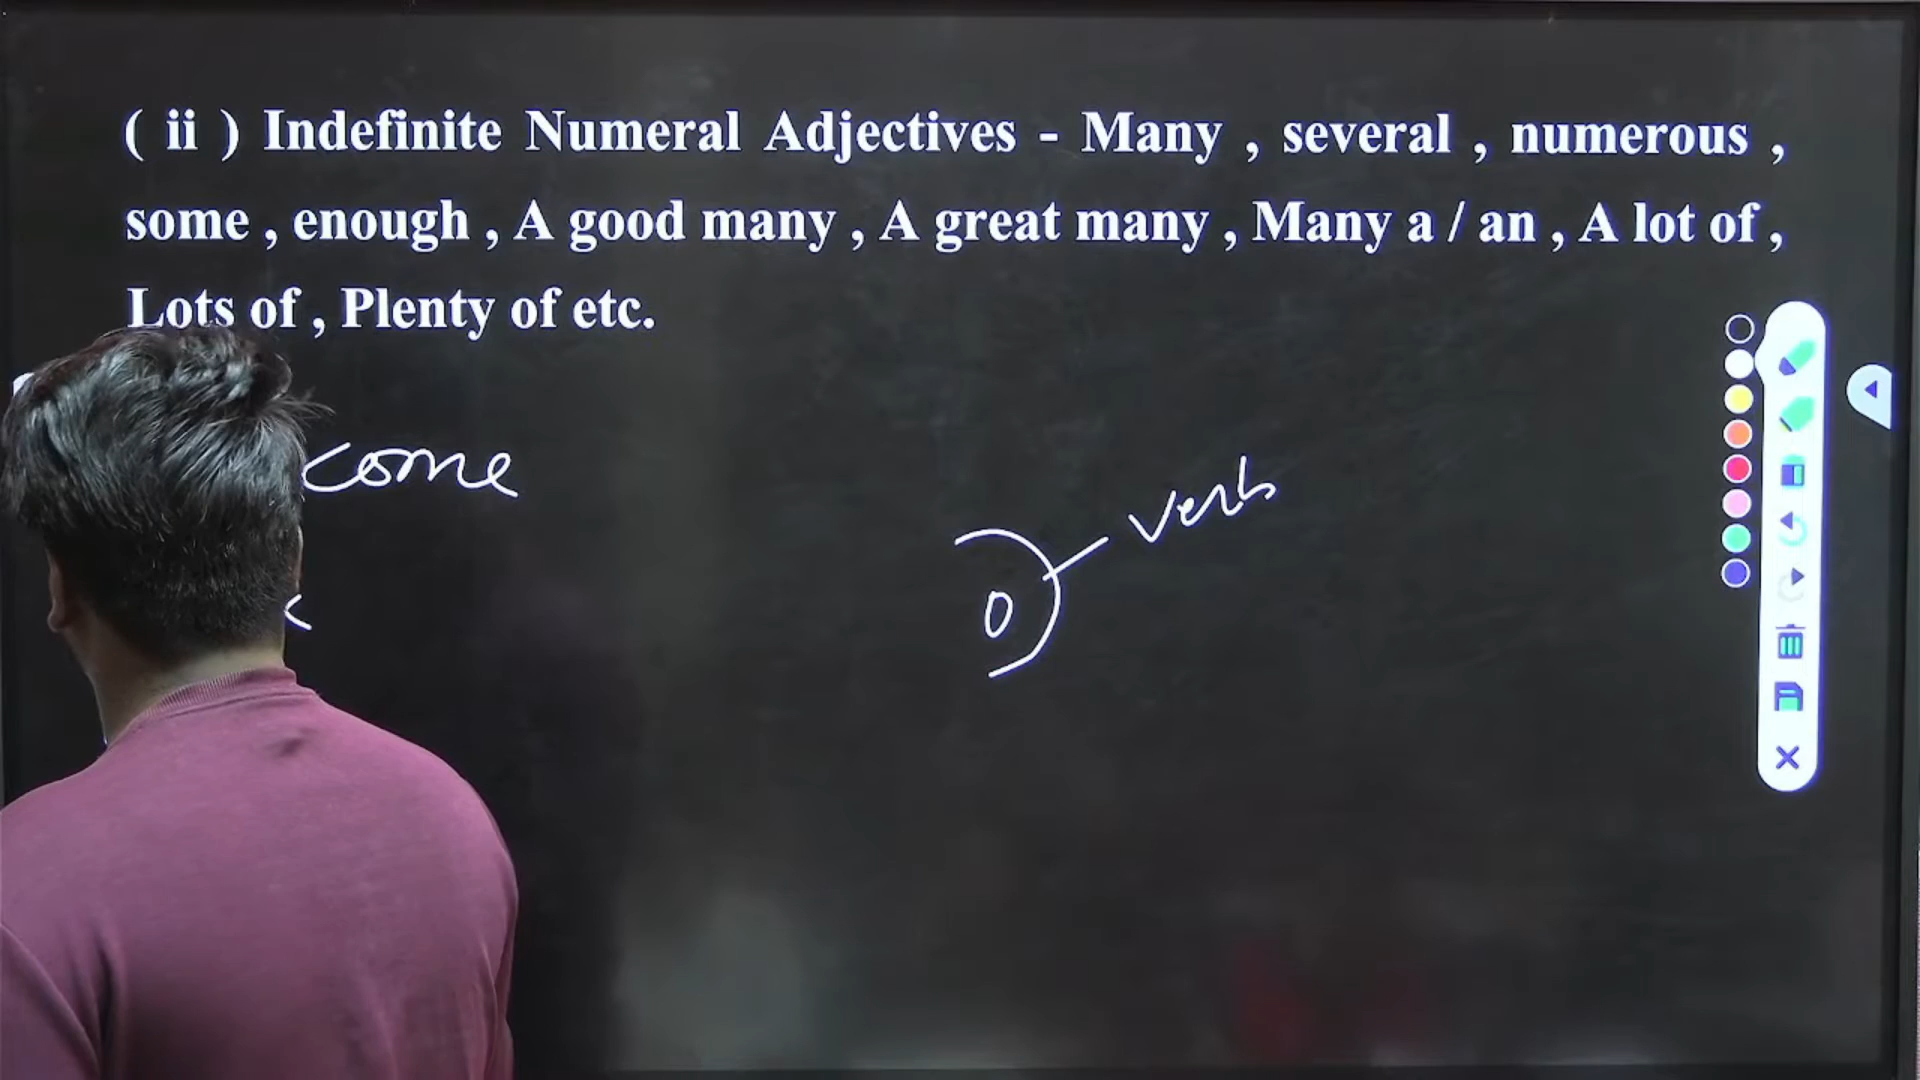 ( ii ) Indefinite Numeral Adjectives - Many , several , numerous ,
some , enough , A good many , A great many , Many a / an , A lot of ,
Lots of , Plenty of etc.
come
verb
0